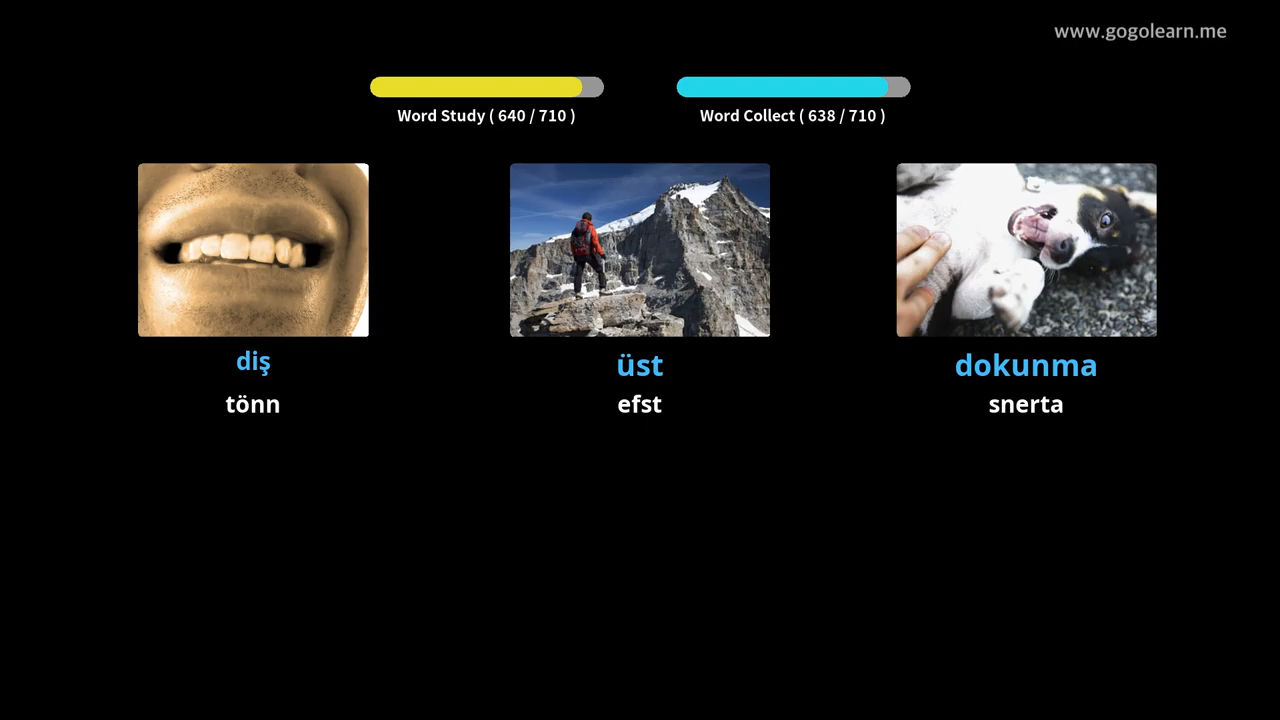 www.gogolearn.me
Word Study ( 640 / 710 )
Word Collect ( 638 / 710 )
diş
üst
dokunma
tönn
efst
snerta